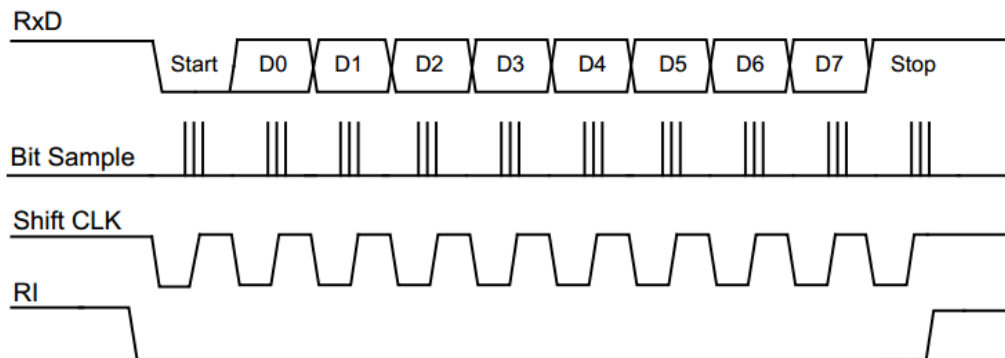 RxD
Start D0 D1 D2 D3 D4 D5 D6 D7 Stop
Bit Sample
Shift CLK
RI